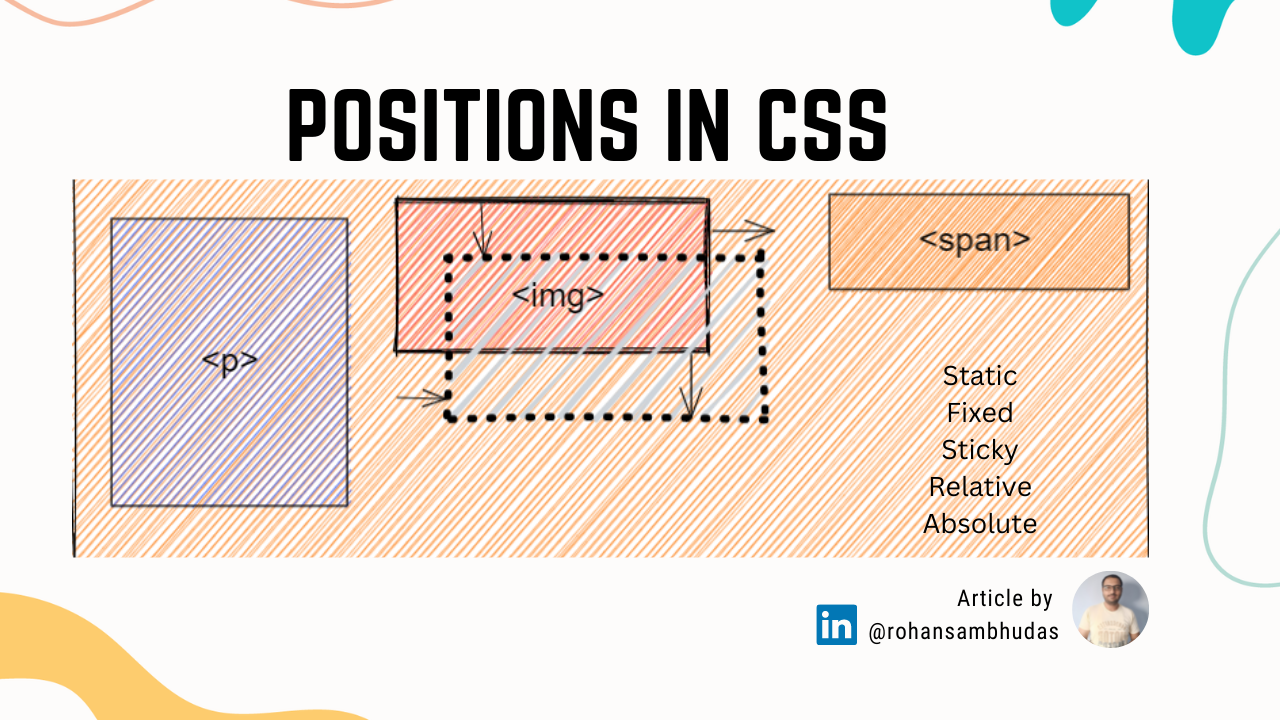 POSITIONS IN CSS
<p>
<img>
<span>
Static
Fixed
Sticky
Relative
Absolute
Article by
in
@rohansambhudas